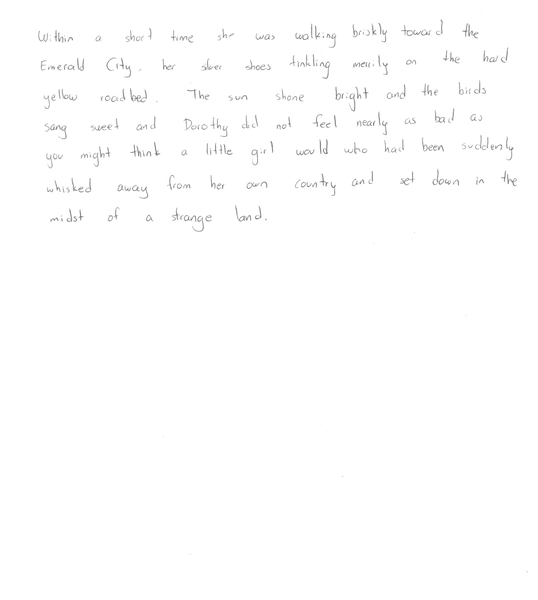 Within a short time she was walking briskly toward the
Emerald City, her silver shoes tinkling merrily on the hard
yellow roadbed. The sun shone bright and the birds
sang sweet and Dorothy did not feel nearly as bad as
you might think a little girl would who had been suddenly
whisked away from her own country and set down in the
midst of a strange land.